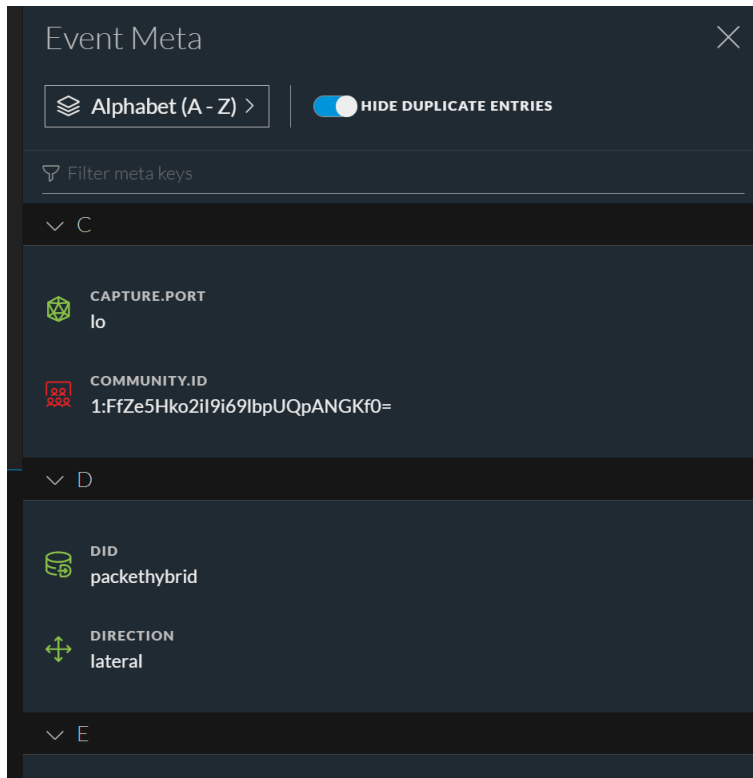 Event Meta
Alphabet (A - Z) >
HIDE DUPLICATE ENTRIES
Filter meta keys
C
CAPTURE.PORT
lo
COMMUNITY.ID
1:FfZe5Hko2iI9i69lbpUQpANGKf0=
D
DID
packethybrid
DIRECTION
lateral
E